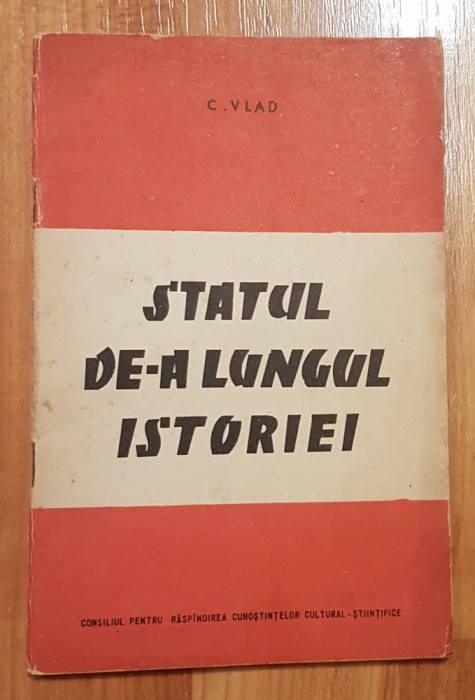 C. VLAD
STATUL
DE-A LUNGUL
ISTORIEI
CONSILIUL PENTRU RĂSPÎNDIREA CUNOȘTINȚELOR CULTURAL-ȘTIINȚIFICE